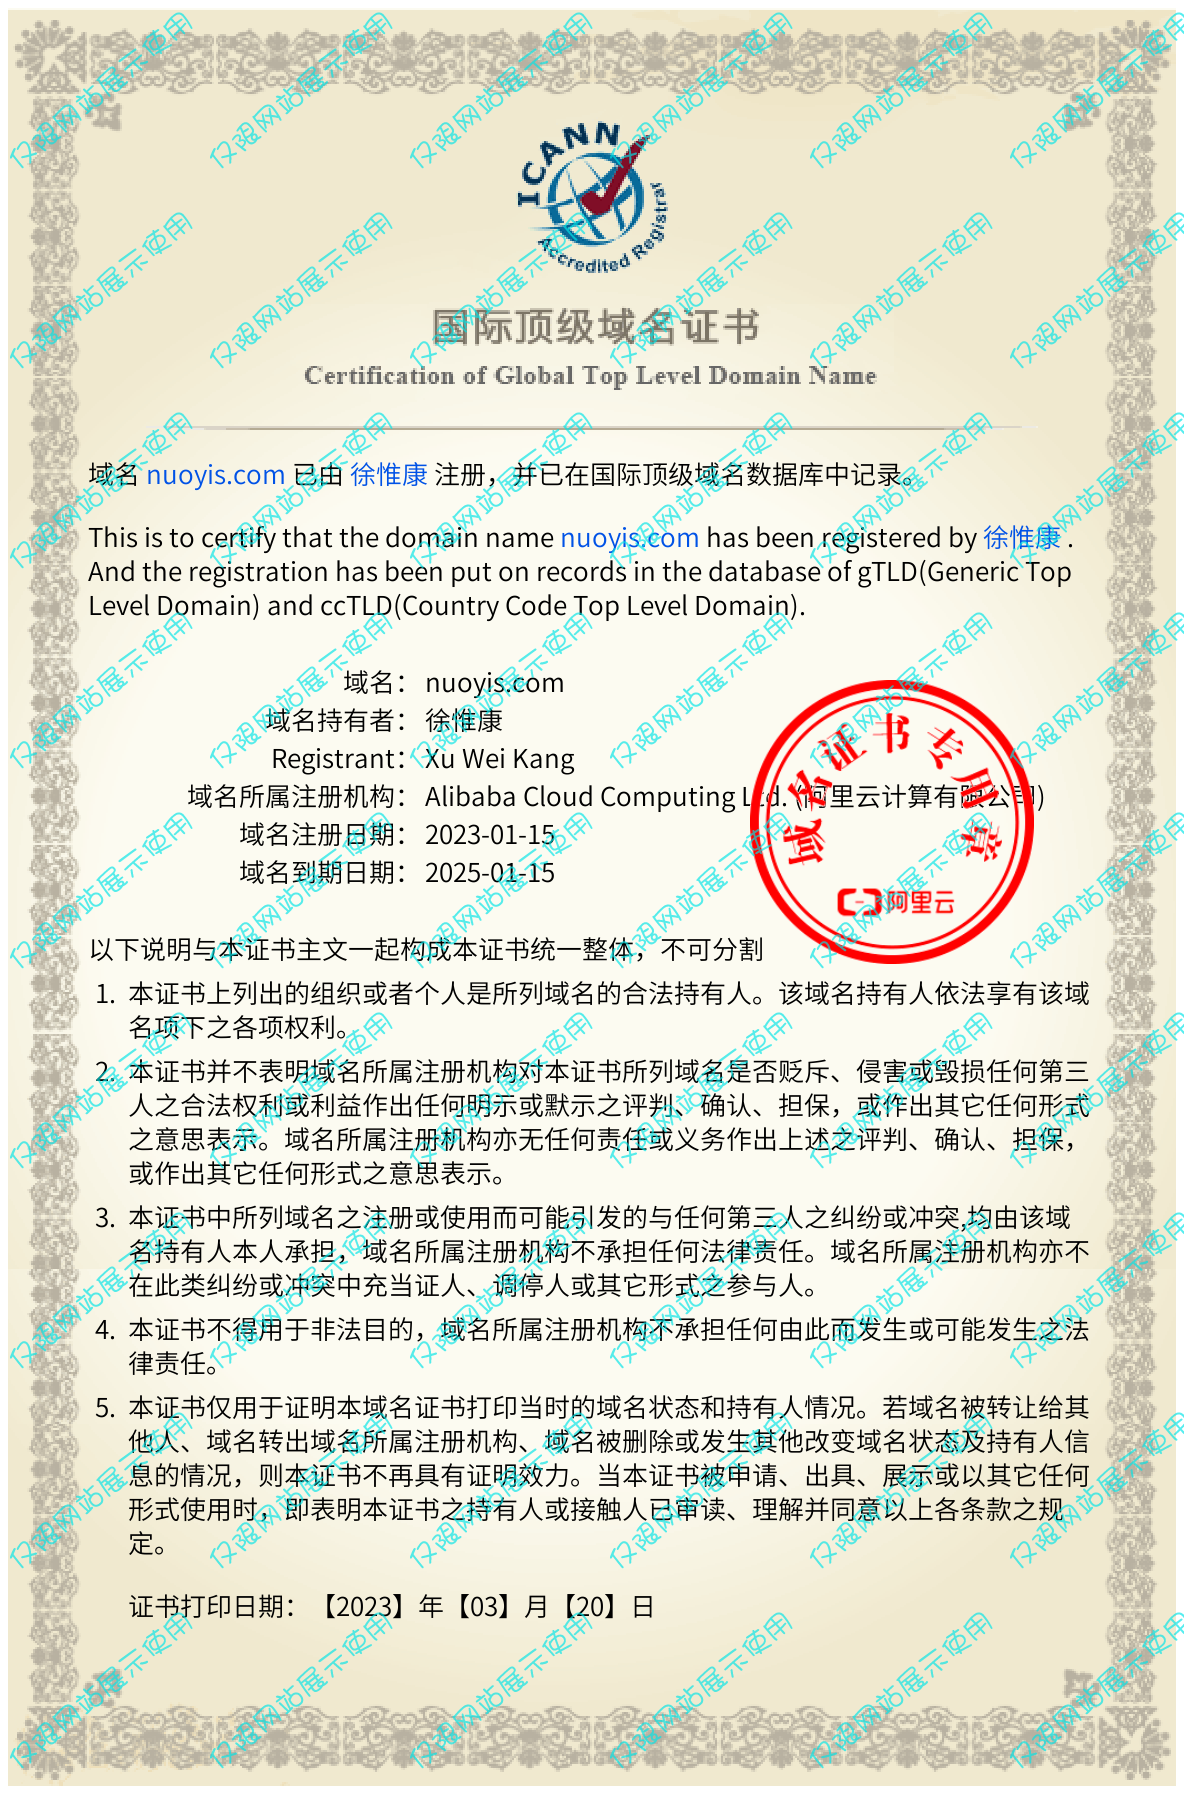 ICANN
Accredited Registrar
国际顶级域名证书
Certification of Global Top Level Domain Name
域名 nuoyis.com 已由 徐惟康 注册，并已在国际顶级域名数据库中记录。
This is to certify that the domain name nuoyis.com has been registered by 徐惟康 .
And the registration has been put on records in the database of gTLD(Generic Top
Level Domain) and ccTLD(Country Code Top Level Domain).
域名： nuoyis.com
域名持有者： 徐惟康
Registrant： Xu Wei Kang
域名所属注册机构： Alibaba Cloud Computing Ltd. (阿里云计算有限公司)
域名注册日期： 2023-01-15
域名到期日期： 2025-01-15
域名证书专用章
阿里云
以下说明与本证书主文一起构成本证书统一整体，不可分割
1. 本证书上列出的组织或者个人是所列域名的合法持有人。该域名持有人依法享有该域
名项下之各项权利。
2. 本证书并不表明域名所属注册机构对本证书所列域名是否贬斥、侵害或毁损任何第三
人之合法权利或利益作出任何明示或默示之评判、确认、担保，或作出其它任何形式
之意思表示。域名所属注册机构亦无任何责任或义务作出上述之评判、确认、担保，
或作出其它任何形式之意思表示。
3. 本证书中所列域名之注册或使用而可能引发的与任何第三人之纠纷或冲突,均由该域
名持有人本人承担，域名所属注册机构不承担任何法律责任。域名所属注册机构亦不
在此类纠纷或冲突中充当证人、调停人或其它形式之参与人。
4. 本证书不得用于非法目的，域名所属注册机构不承担任何由此而发生或可能发生之法
律责任。
5. 本证书仅用于证明本域名证书打印当时的域名状态和持有人情况。若域名被转让给其
他人、域名转出域名所属注册机构、域名被删除或发生其他改变域名状态及持有人信
息的情况，则本证书不再具有证明效力。当本证书被申请、出具、展示或以其它任何
形式使用时，即表明本证书之持有人或接触人已审读、理解并同意以上各条款之规
定。
证书打印日期：【2023】年【03】月【20】日
仅限网站展示使用